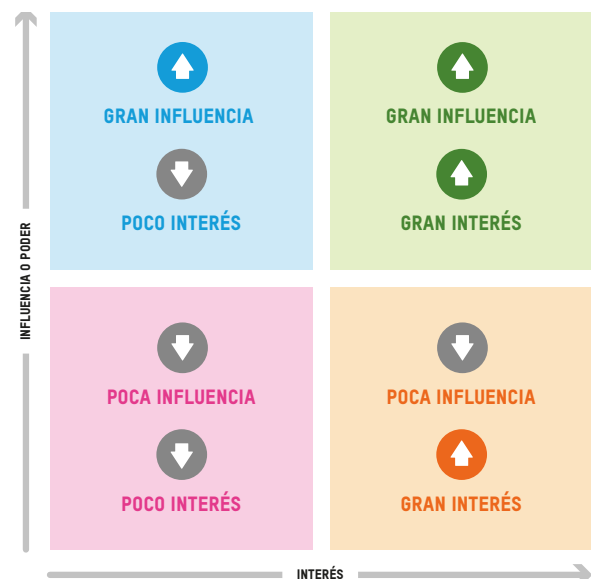 GRAN INFLUENCIA
POCO INTERÉS
GRAN INFLUENCIA
GRAN INTERÉS
INFLUENCIA O PODER
POCA INFLUENCIA
POCO INTERÉS
POCA INFLUENCIA
GRAN INTERÉS
INTERÉS